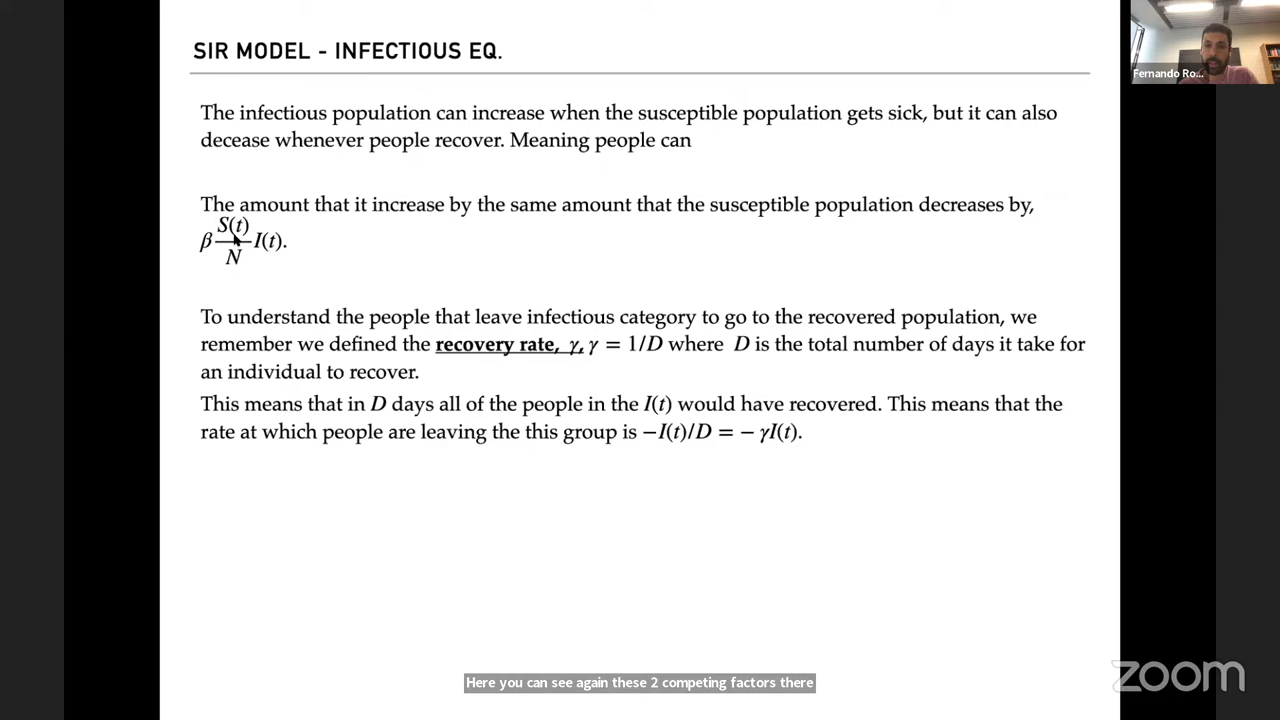 SIR MODEL - INFECTIOUS EQ.
Fernando Ro...
The infectious population can increase when the susceptible population gets sick, but it can also
decease whenever people recover. Meaning people can
The amount that it increase by the same amount that the susceptible population decreases by,
β S(t)/N I(t).
To understand the people that leave infectious category to go to the recovered population, we
remember we defined the recovery rate, γ, γ = 1/D where D is the total number of days it take for
an individual to recover.
This means that in D days all of the people in the I(t) would have recovered. This means that the
rate at which people are leaving the this group is −I(t)/D = − γI(t).
Here you can see again these 2 competing factors there
zoom